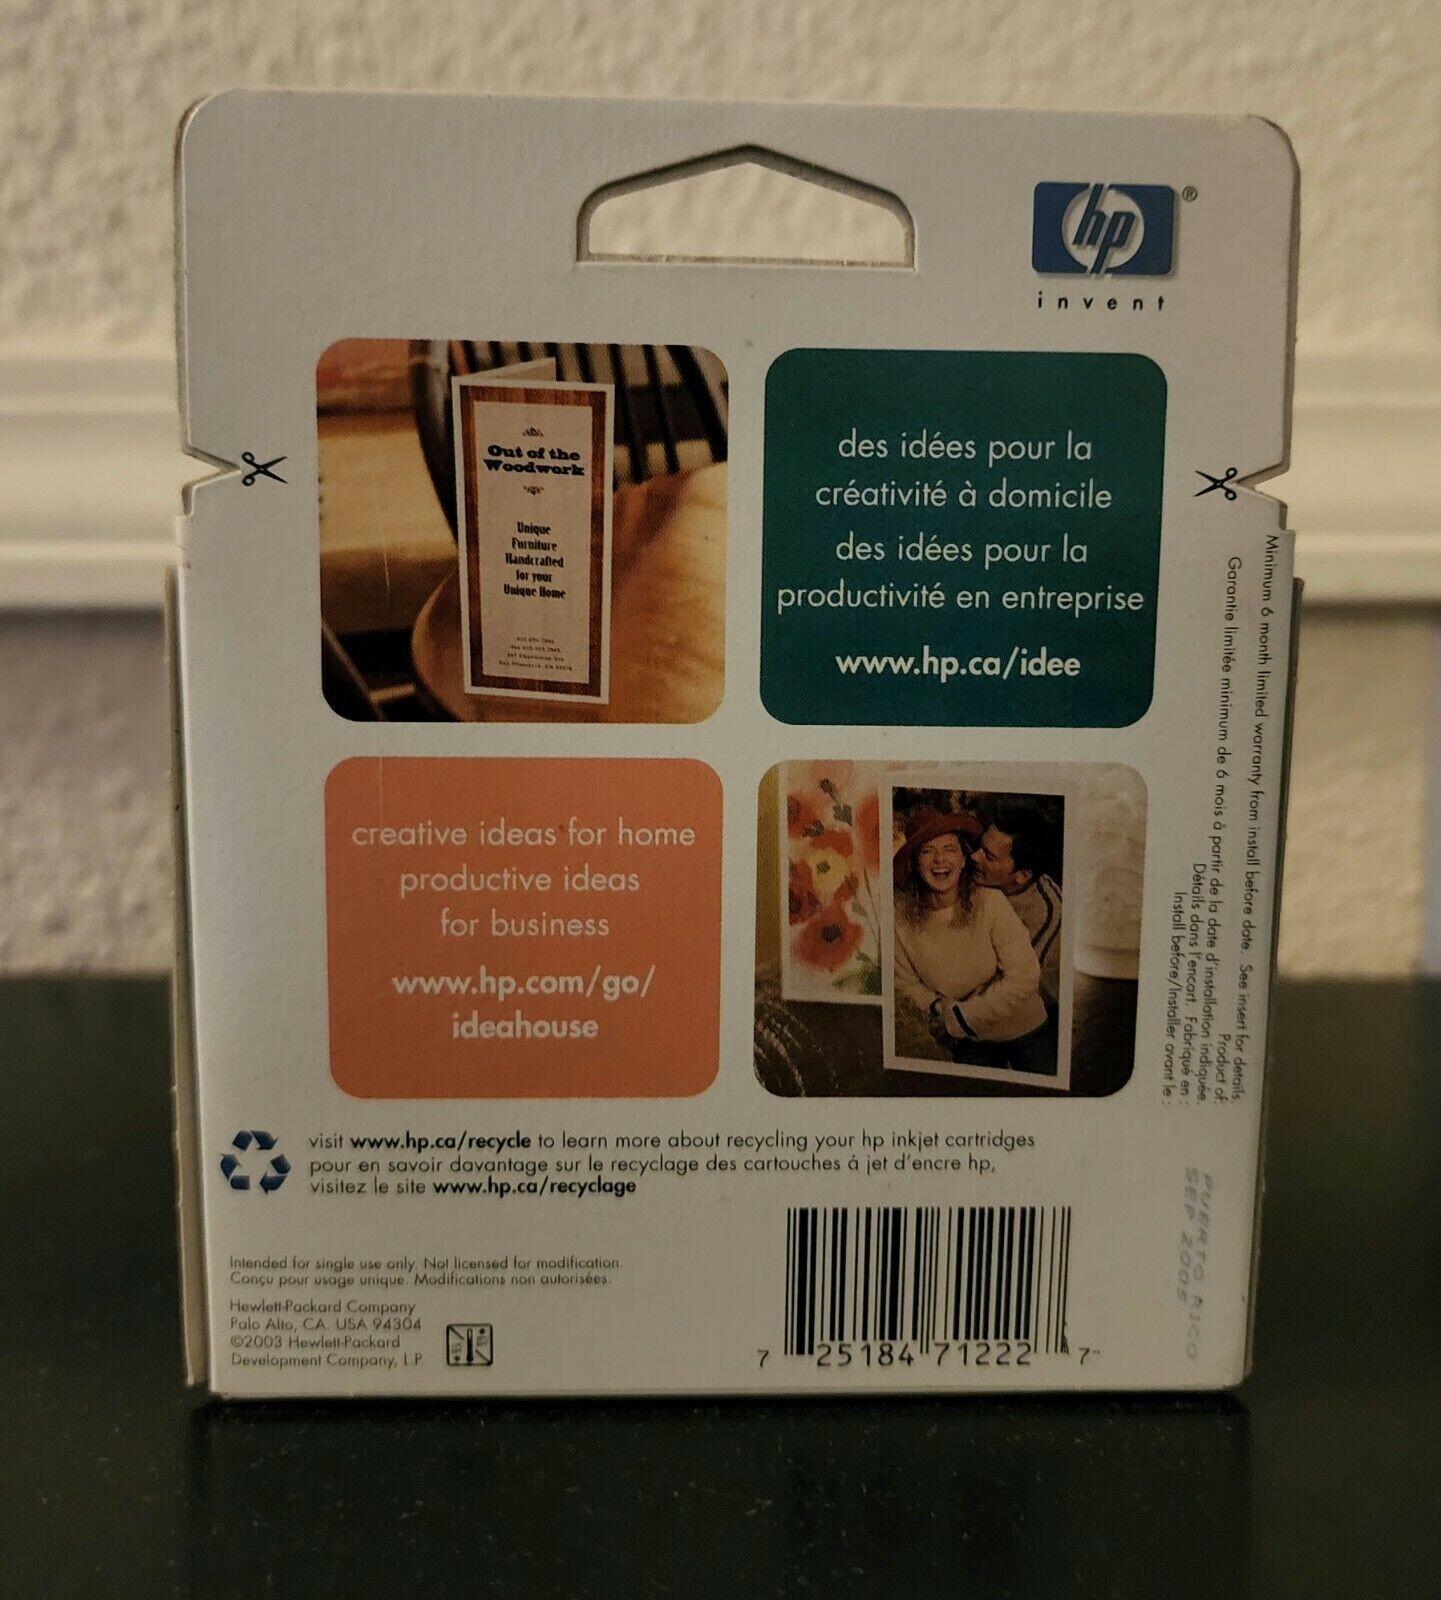 hp®
invent
Out of the
Woodwork
Unique
Furniture
Handcrafted
for your
Unique Home
des idées pour la
créativité à domicile
des idées pour la
productivité en entreprise
www.hp.ca/idee
creative ideas for home
productive ideas
for business
www.hp.com/go/
ideahouse
Minimum 6 month limited warranty from install before date. See insert for details.
Product of:
Garantie limitée minimum de 6 mois à partir de la date d'installation indiquée.
Détails dans l'encart. Fabriqué en :
Install before/Installer avant le :
PUERTO RICO
SEP 2005
visit www.hp.ca/recycle to learn more about recycling your hp inkjet cartridges
pour en savoir davantage sur le recyclage des cartouches á jet d'encre hp,
visitez le site www.hp.ca/recyclage
Intended for single use only. Not licensed for modification.
Conçu pour usage unique. Modifications non autorisées.
Hewlett-Packard Company
Palo Alto, CA. USA 94304
©2003 Hewlett-Packard
Development Company, L.P.
7 25184 71222 7